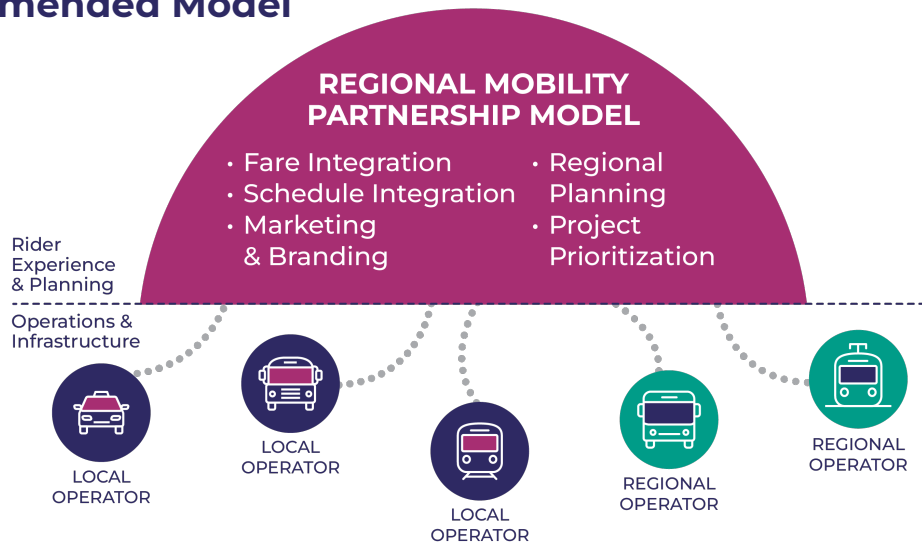 mended Model
REGIONAL MOBILITY
PARTNERSHIP MODEL
• Fare Integration
• Schedule Integration
• Marketing
& Branding
• Regional
Planning
• Project
Prioritization
Rider
Experience
& Planning
Operations &
Infrastructure
LOCAL
OPERATOR
LOCAL
OPERATOR
LOCAL
OPERATOR
REGIONAL
OPERATOR
REGIONAL
OPERATOR